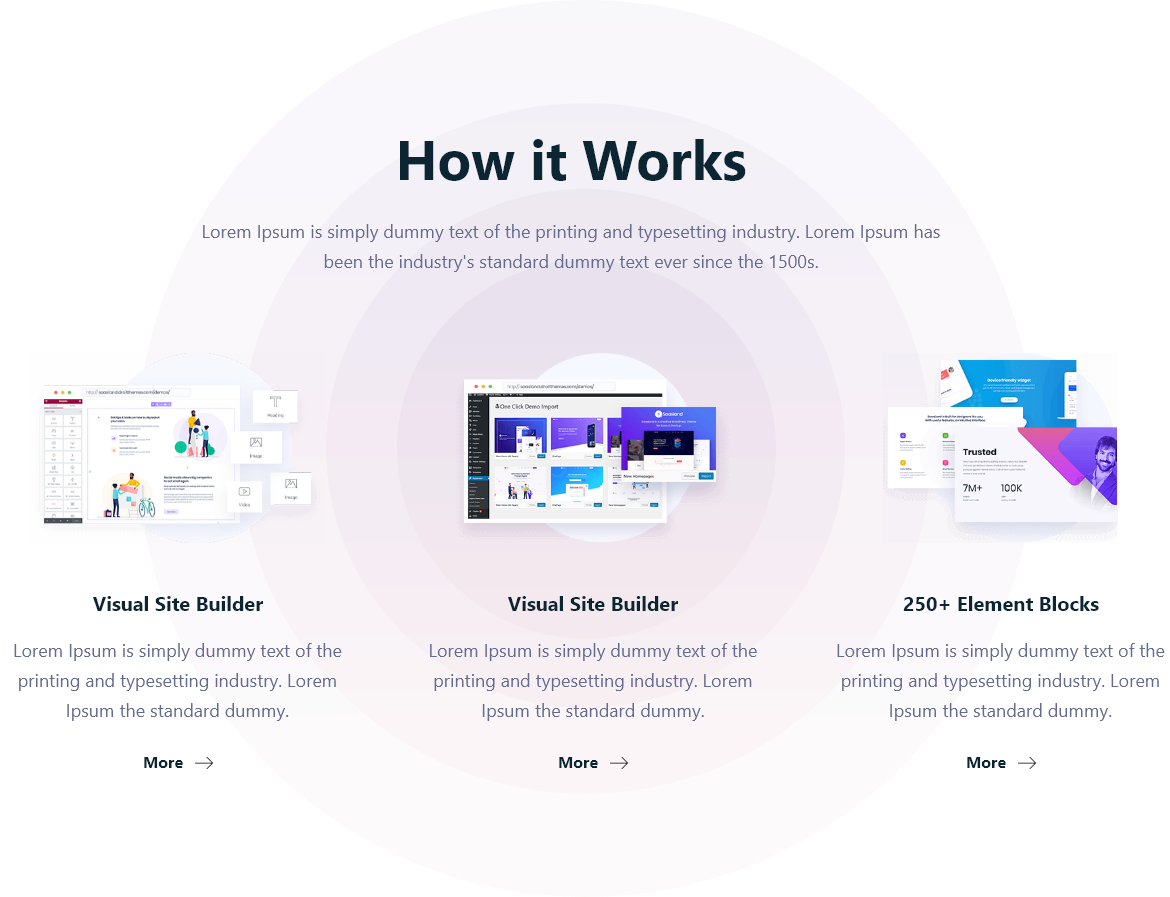 How it Works
Lorem Ipsum is simply dummy text of the printing and typesetting industry. Lorem Ipsum has
been the industry's standard dummy text ever since the 1500s.
Heading
Image
Image
Video
One Click Demo Import
Saasland
Device friendly widget
Trusted
7M+ 100K
Visual Site Builder
Visual Site Builder
250+ Element Blocks
Lorem Ipsum is simply dummy text of the
printing and typesetting industry. Lorem
Ipsum the standard dummy.
Lorem Ipsum is simply dummy text of the
printing and typesetting industry. Lorem
Ipsum the standard dummy.
Lorem Ipsum is simply dummy text of the
printing and typesetting industry. Lorem
Ipsum the standard dummy.
More
More
More